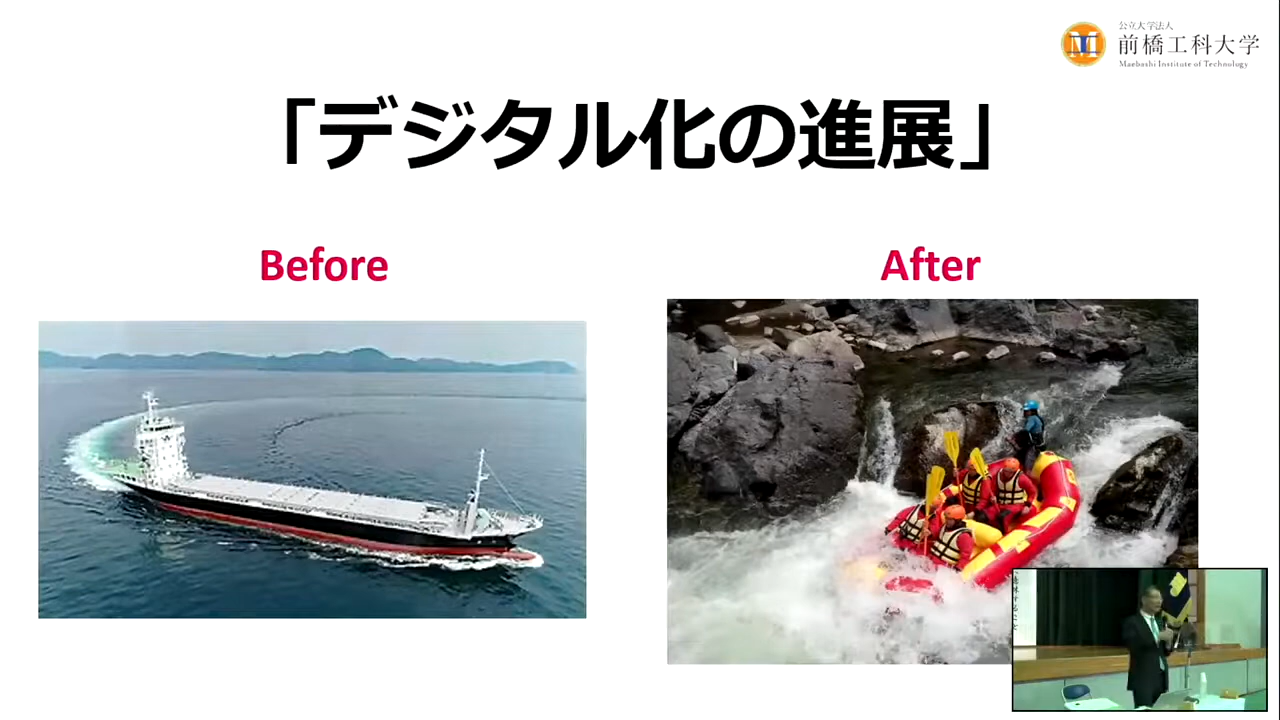 公立大学法人
前橋工科大学
Maebashi Institute of Technology
「デジタル化の進展」
Before
After